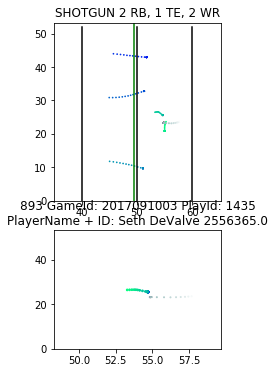 SHOTGUN 2 RB, 1 TE, 2 WR
50
40
30
20
10
0
40 50 60
893 GameId: 2017091003 PlayId: 1435
PlayerName + ID: Seth DeValve 2556365.0
40
20
0
50.0 52.5 55.0 57.5